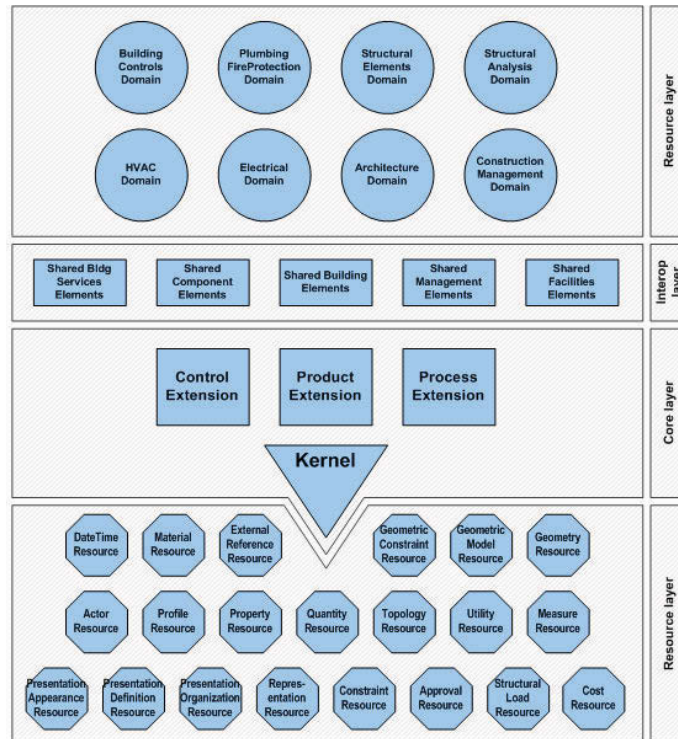 Building
Controls
Domain
Plumbing
FireProtection
Domain
Structural
Elements
Domain
Structural
Analysis
Domain
HVAC
Domain
Electrical
Domain
Architecture
Domain
Construction
Management
Domain
Resource layer
Shared Bldg
Services
Elements
Shared
Component
Elements
Shared Building
Elements
Shared
Management
Elements
Shared
Facilities
Elements
Interop
layer
Control
Extension
Product
Extension
Process
Extension
Kernel
Core layer
DateTime
Resource
Material
Resource
External
Reference
Resource
Geometric
Constraint
Resource
Geometric
Model
Resource
Geometry
Resource
Actor
Resource
Profile
Resource
Property
Resource
Quantity
Resource
Topology
Resource
Utility
Resource
Measure
Resource
Presentation
Appearance
Resource
Presentation
Definition
Resource
Presentation
Organization
Resource
Repres-
entation
Resource
Constraint
Resource
Approval
Resource
Structural
Load
Resource
Cost
Resource
Resource layer